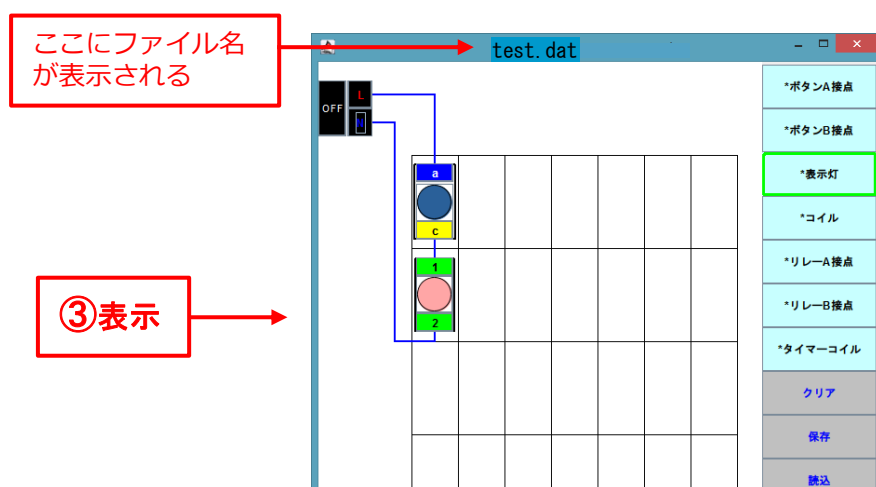 ここにファイル名
が表示される
test.dat
OFF
L
N
a
c
1
2
③表示
*ボタンA接点
*ボタンB接点
*表示灯
*コイル
*リレーA接点
*リレーB接点
*タイマーコイル
クリア
保存
読込